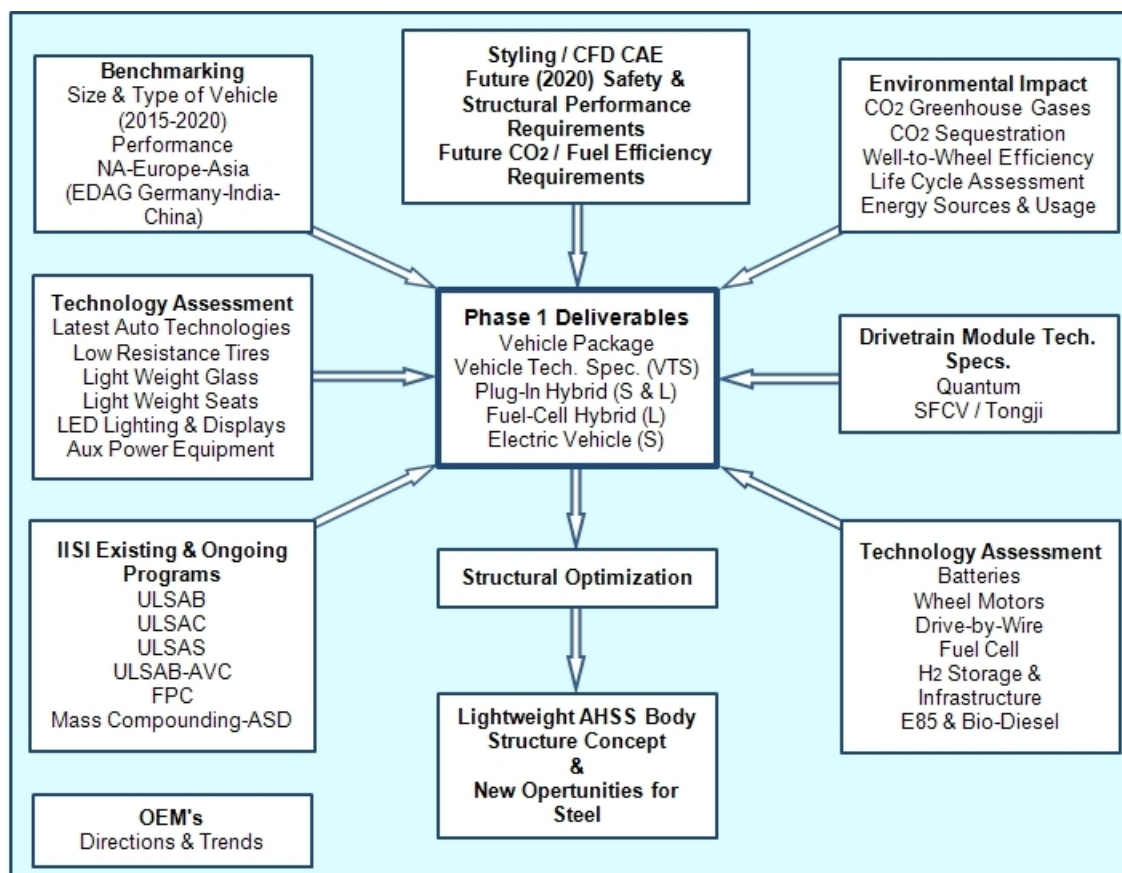 Benchmarking
Size & Type of Vehicle
(2015-2020)
Performance
NA-Europe-Asia
(EDAG Germany-India-
China)
Styling / CFD CAE
Future (2020) Safety &
Structural Performance
Requirements
Future CO2 / Fuel Efficiency
Requirements
Environmental Impact
CO2 Greenhouse Gases
CO2 Sequestration
Well-to-Wheel Efficiency
Life Cycle Assessment
Energy Sources & Usage
Technology Assessment
Latest Auto Technologies
Low Resistance Tires
Light Weight Glass
Light Weight Seats
LED Lighting & Displays
Aux Power Equipment
Phase 1 Deliverables
Vehicle Package
Vehicle Tech. Spec. (VTS)
Plug-In Hybrid (S & L)
Fuel-Cell Hybrid (L)
Electric Vehicle (S)
Drivetrain Module Tech.
Specs.
Quantum
SFCV / Tongji
IISI Existing & Ongoing
Programs
ULSAB
ULSAC
ULSAS
ULSAB-AVC
FPC
Mass Compounding-ASD
Structural Optimization
Technology Assessment
Batteries
Wheel Motors
Drive-by-Wire
Fuel Cell
H2 Storage &
Infrastructure
E85 & Bio-Diesel
Lightweight AHSS Body
Structure Concept
&
New Opertunities for
Steel
OEM's
Directions & Trends